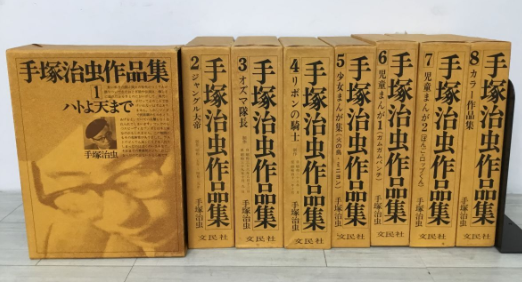 手塚治虫作品集
1
ハトよ天まで
手塚治虫
2
ジャングル大帝
手塚治虫作品集
手塚治虫
文民社
3
オズマ隊長
手塚治虫作品集
手塚治虫
文民社
4
リボンの騎士
手塚治虫作品集
手塚治虫
文民社
5
少女まんが集
手塚治虫作品集
手塚治虫
文民社
6
児童まんが1
手塚治虫作品集
手塚治虫
文民社
7
児童まんが2
手塚治虫作品集
手塚治虫
文民社
8
カラー作品集
手塚治虫作品集
手塚治虫
文民社